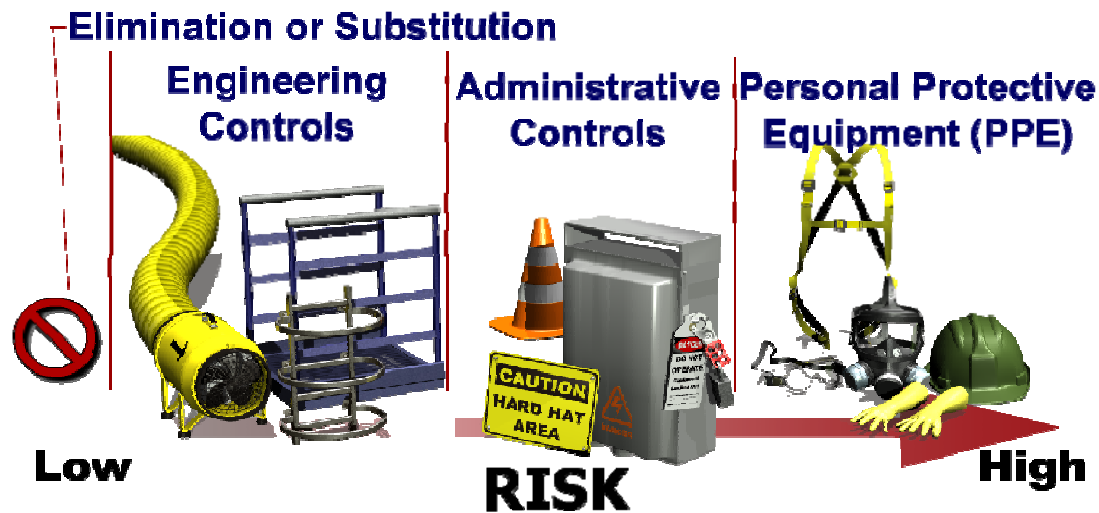 Elimination or Substitution
Engineering
Controls
Administrative
Controls
Personal Protective
Equipment (PPE)
CAUTION
HARD HAT
AREA
DO NOT
OPERATE
Low
RISK
High